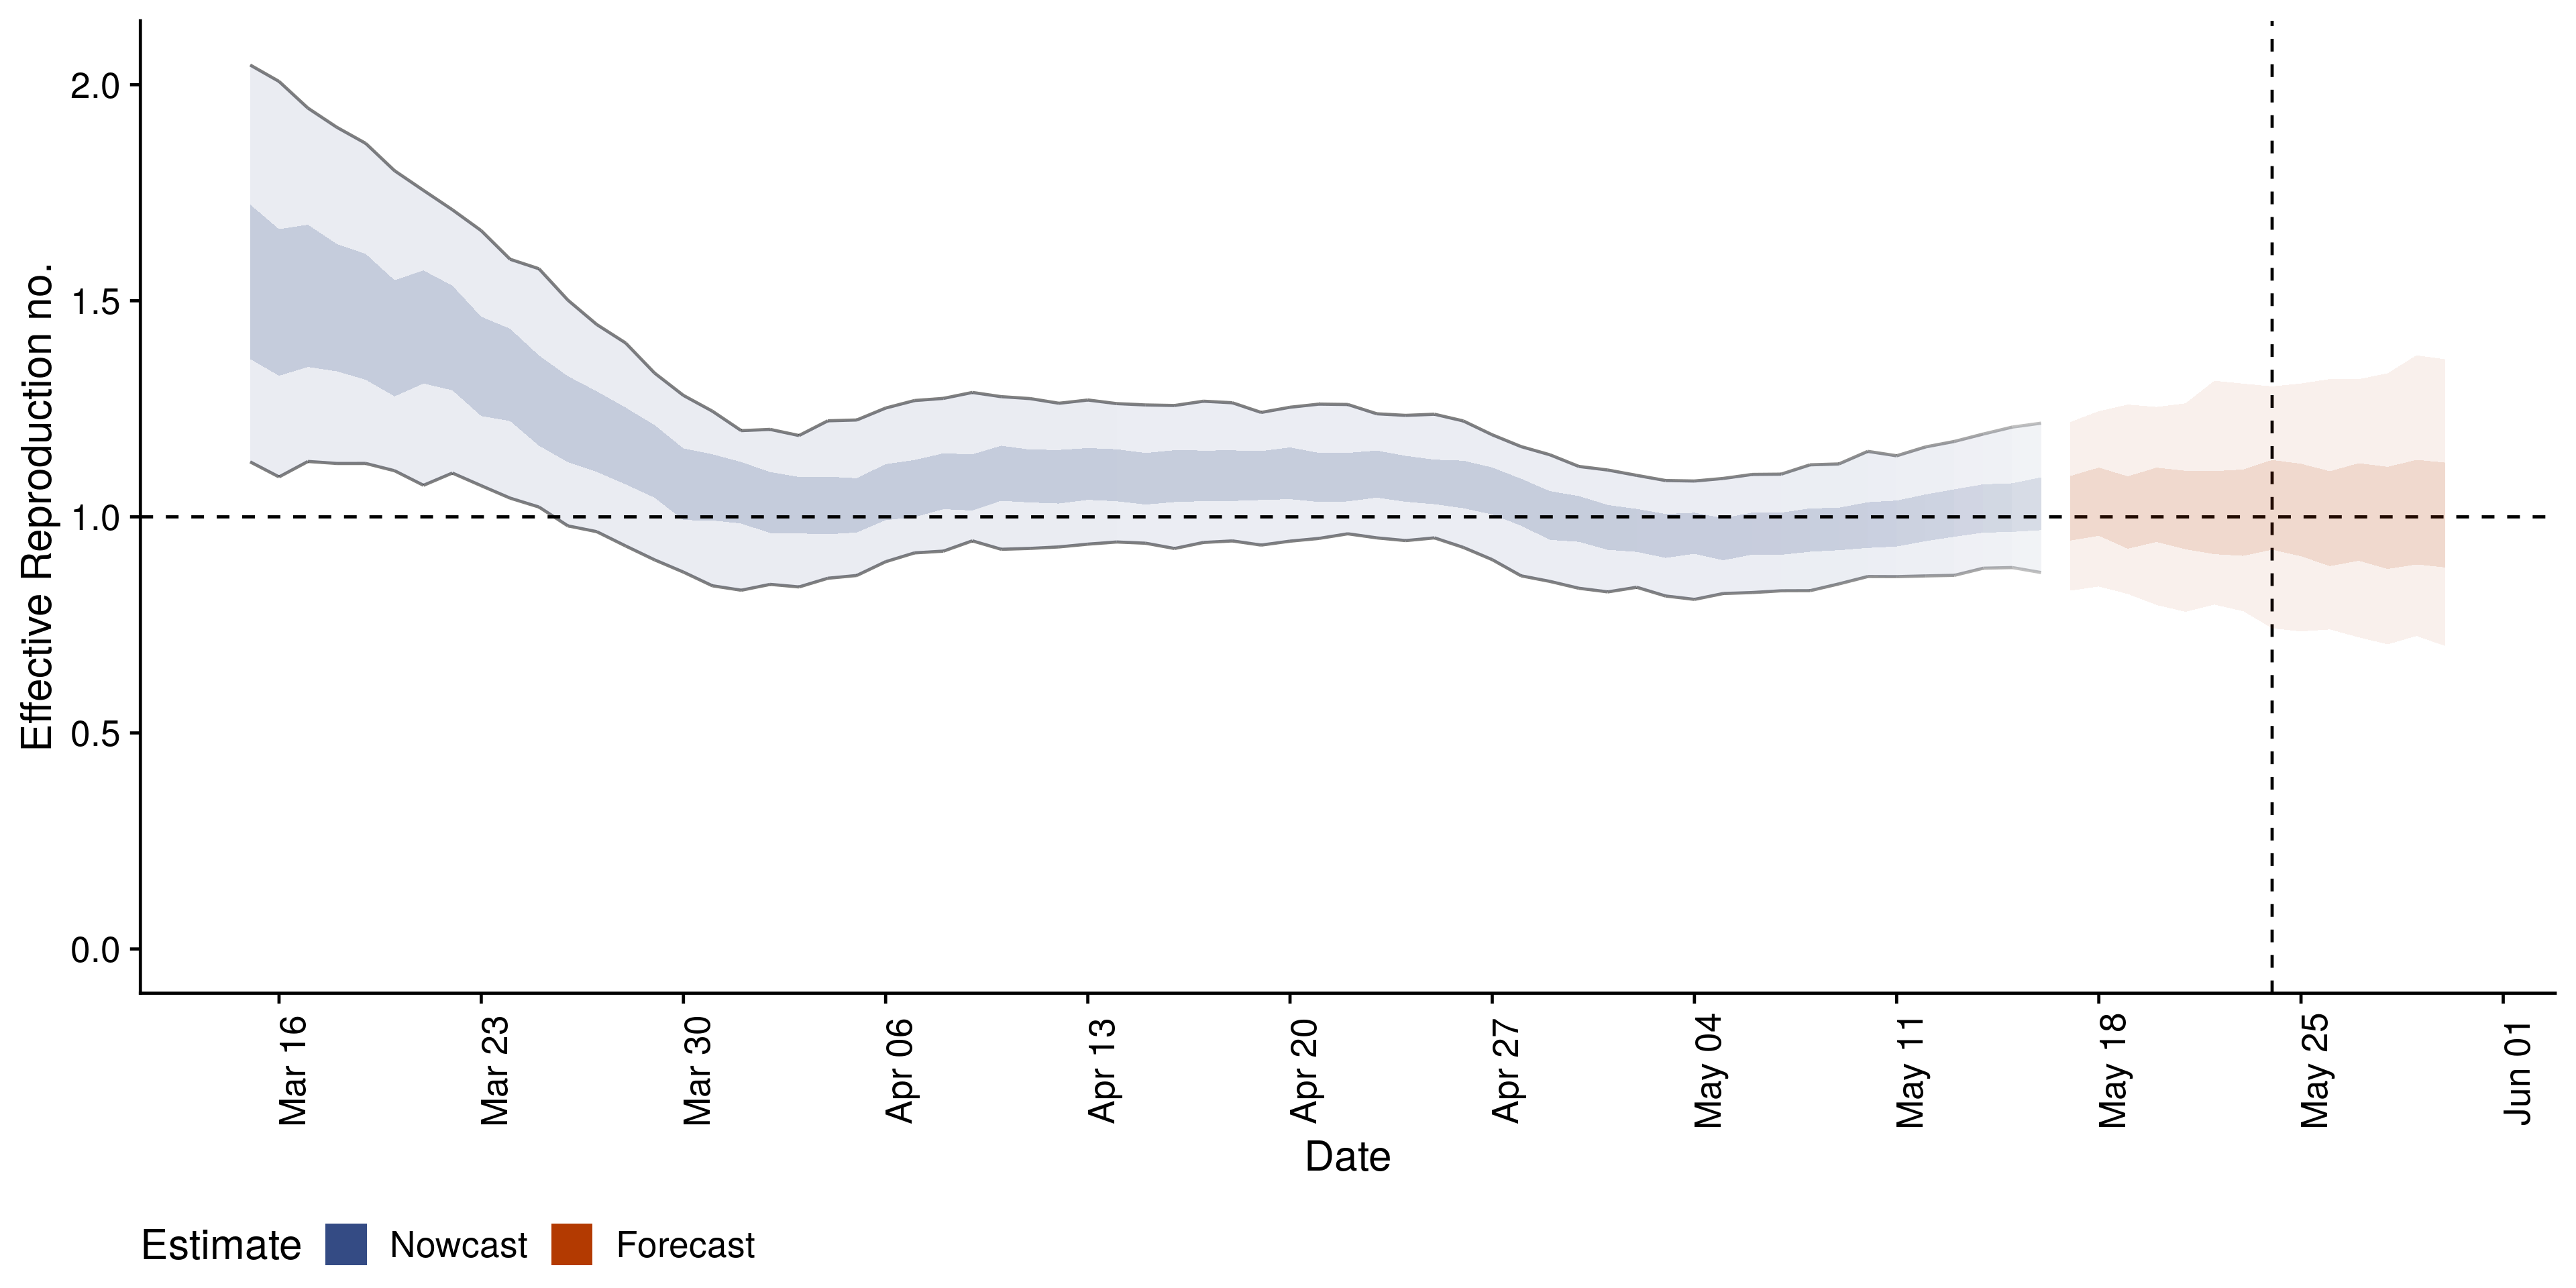 Effective Reproduction no.
2.0
1.5
1.0
0.5
0.0
Mar 16
Mar 23
Mar 30
Apr 06
Apr 13
Apr 20
Apr 27
May 04
May 11
May 18
May 25
Jun 01
Date
Estimate Nowcast Forecast